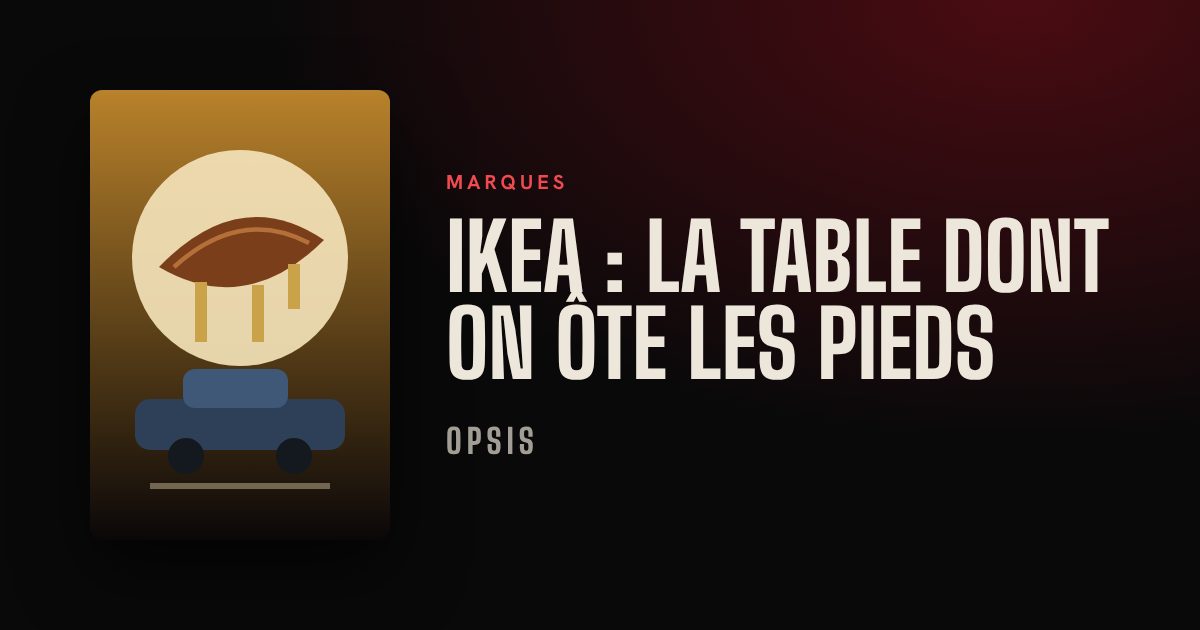 MARQUES
IKEA : LA TABLE DONT
ON ÔTE LES PIEDS
OPSIS